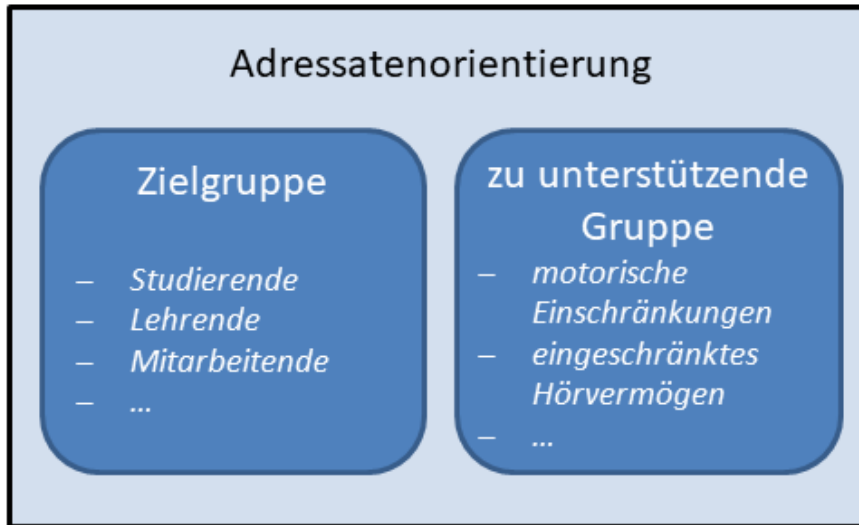 Adressatenorientierung
Zielgruppe
– Studierende
– Lehrende
– Mitarbeitende
– …
zu unterstützende
Gruppe
– motorische
Einschränkungen
– eingeschränktes
Hörvermögen
– …